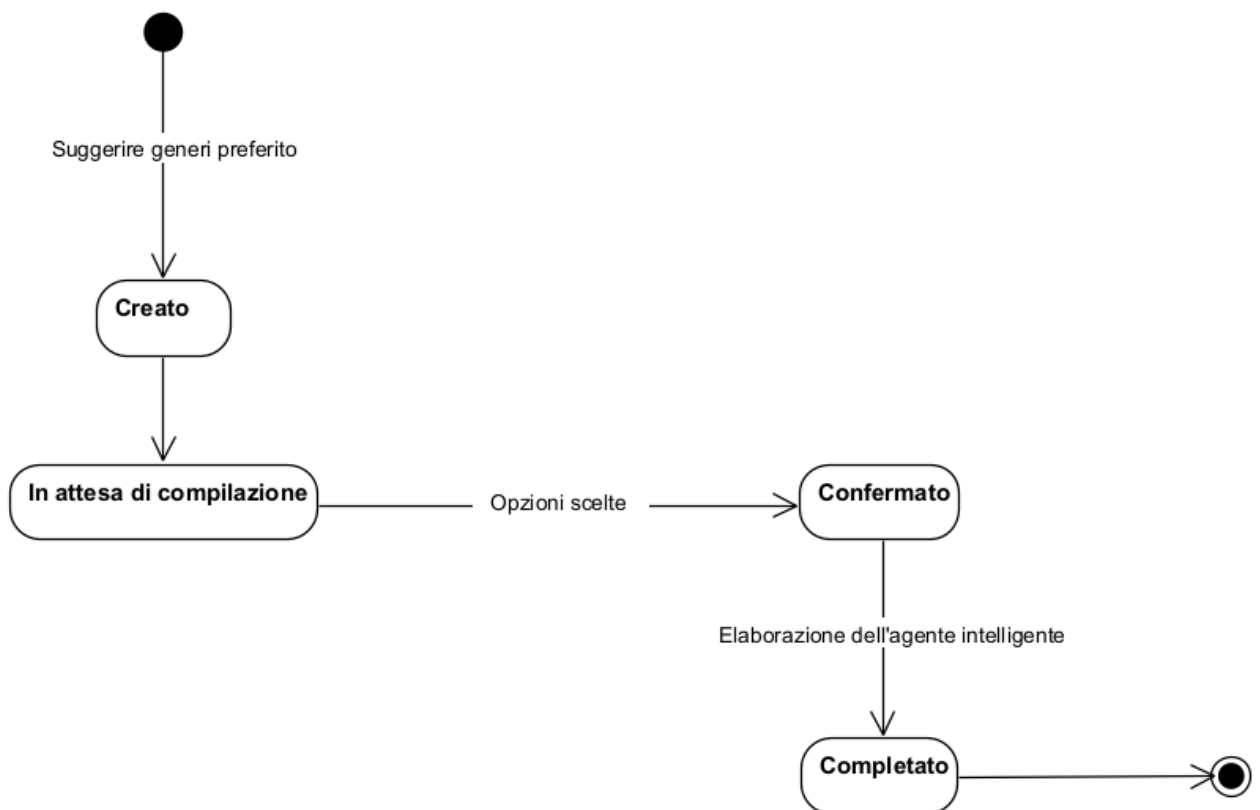 Suggerire generi preferito
Creato
In attesa di compilazione
Opzioni scelte
Confermato
Elaborazione dell'agente intelligente
Completato